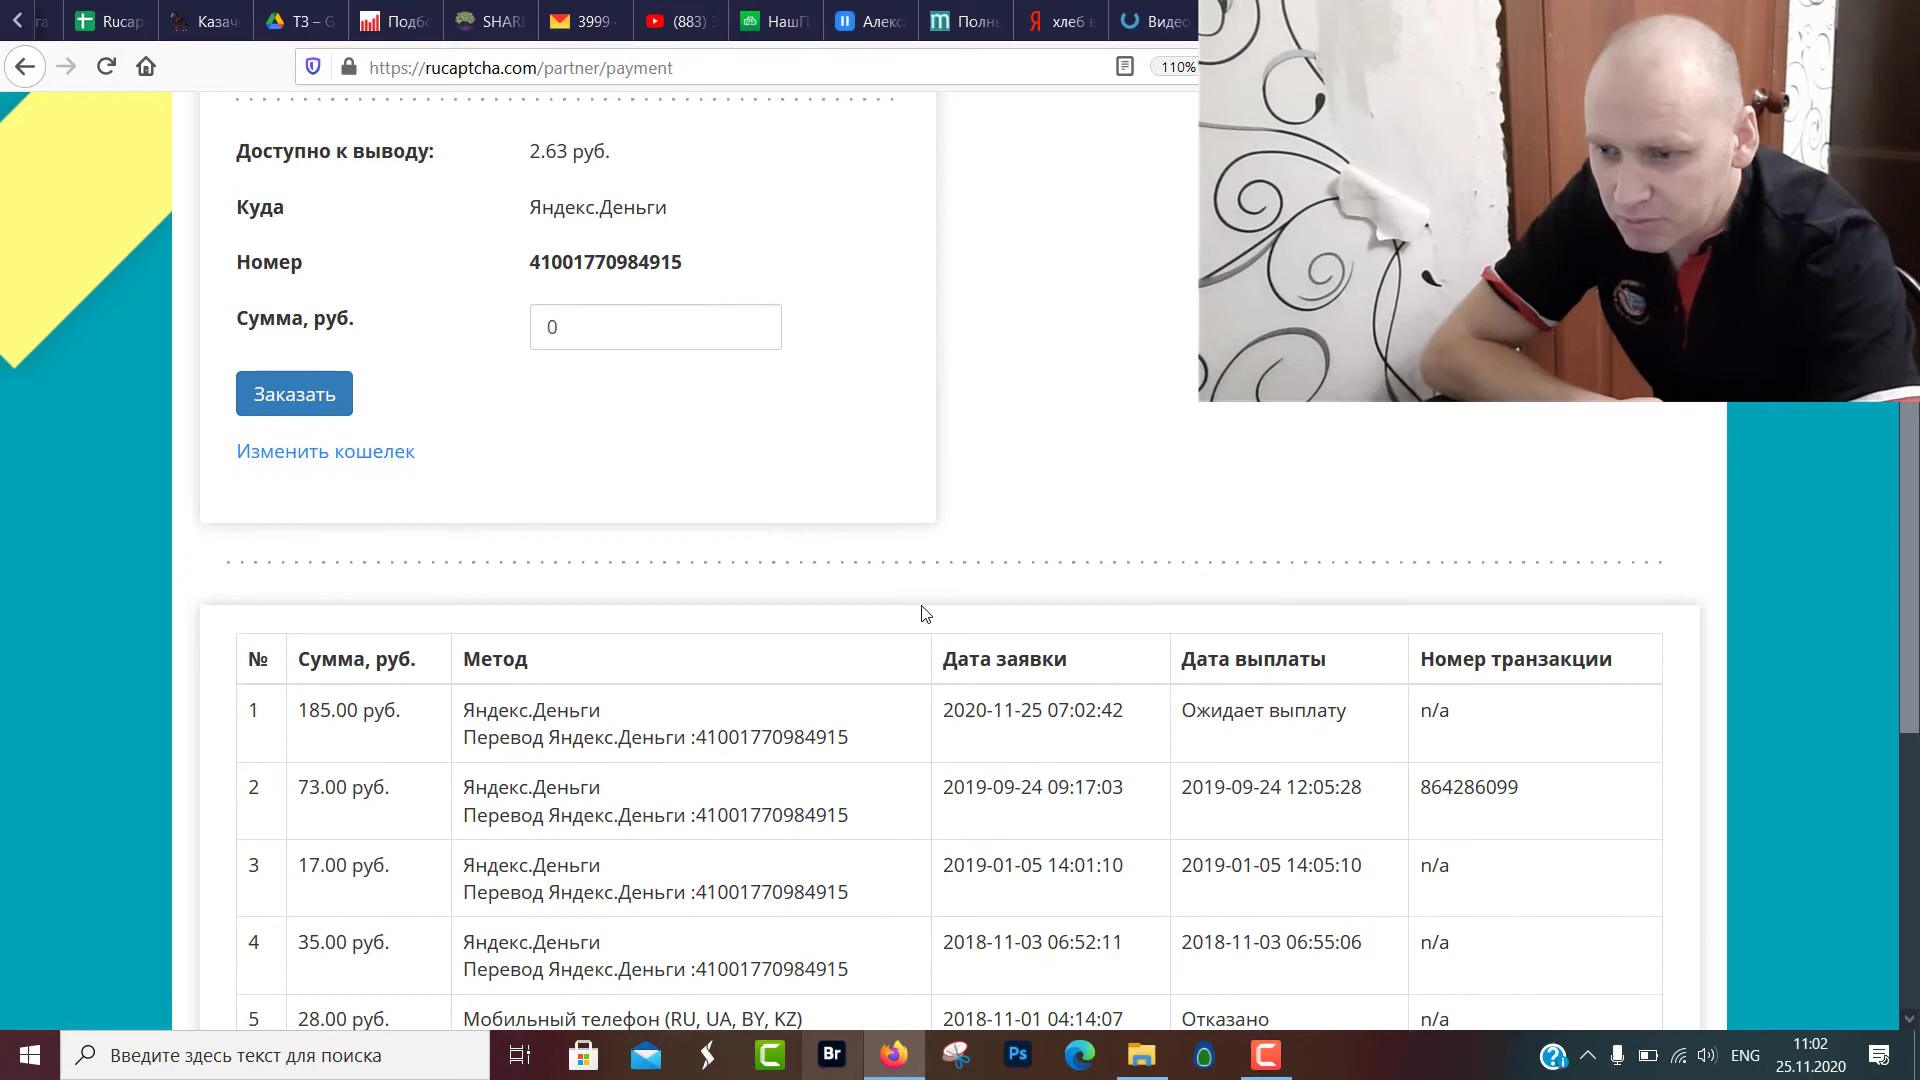 Rucap
Казач
ТЗ – G
Подбо
SHAR
3999
(883)
НашП
Алекс
Полны
хлеб в
Видео
https://rucaptcha.com/partner/payment
110%
Доступно к выводу: 2.63 руб.
Куда Яндекс.Деньги
Номер 41001770984915
Сумма, руб. 0
Заказать
Изменить кошелек
№ Сумма, руб. Метод Дата заявки Дата выплаты Номер транзакции
1 185.00 руб. Яндекс.Деньги 2020-11-25 07:02:42 Ожидает выплату n/a
Перевод Яндекс.Деньги :41001770984915
2 73.00 руб. Яндекс.Деньги 2019-09-24 09:17:03 2019-09-24 12:05:28 864286099
Перевод Яндекс.Деньги :41001770984915
3 17.00 руб. Яндекс.Деньги 2019-01-05 14:01:10 2019-01-05 14:05:10 n/a
Перевод Яндекс.Деньги :41001770984915
4 35.00 руб. Яндекс.Деньги 2018-11-03 06:52:11 2018-11-03 06:55:06 n/a
Перевод Яндекс.Деньги :41001770984915
5 28.00 руб. Мобильный телефон (RU, UA, BY, KZ) 2018-11-01 04:14:07 Отказано n/a
Введите здесь текст для поиска
Br
Ps
ENG
11:02
25.11.2020